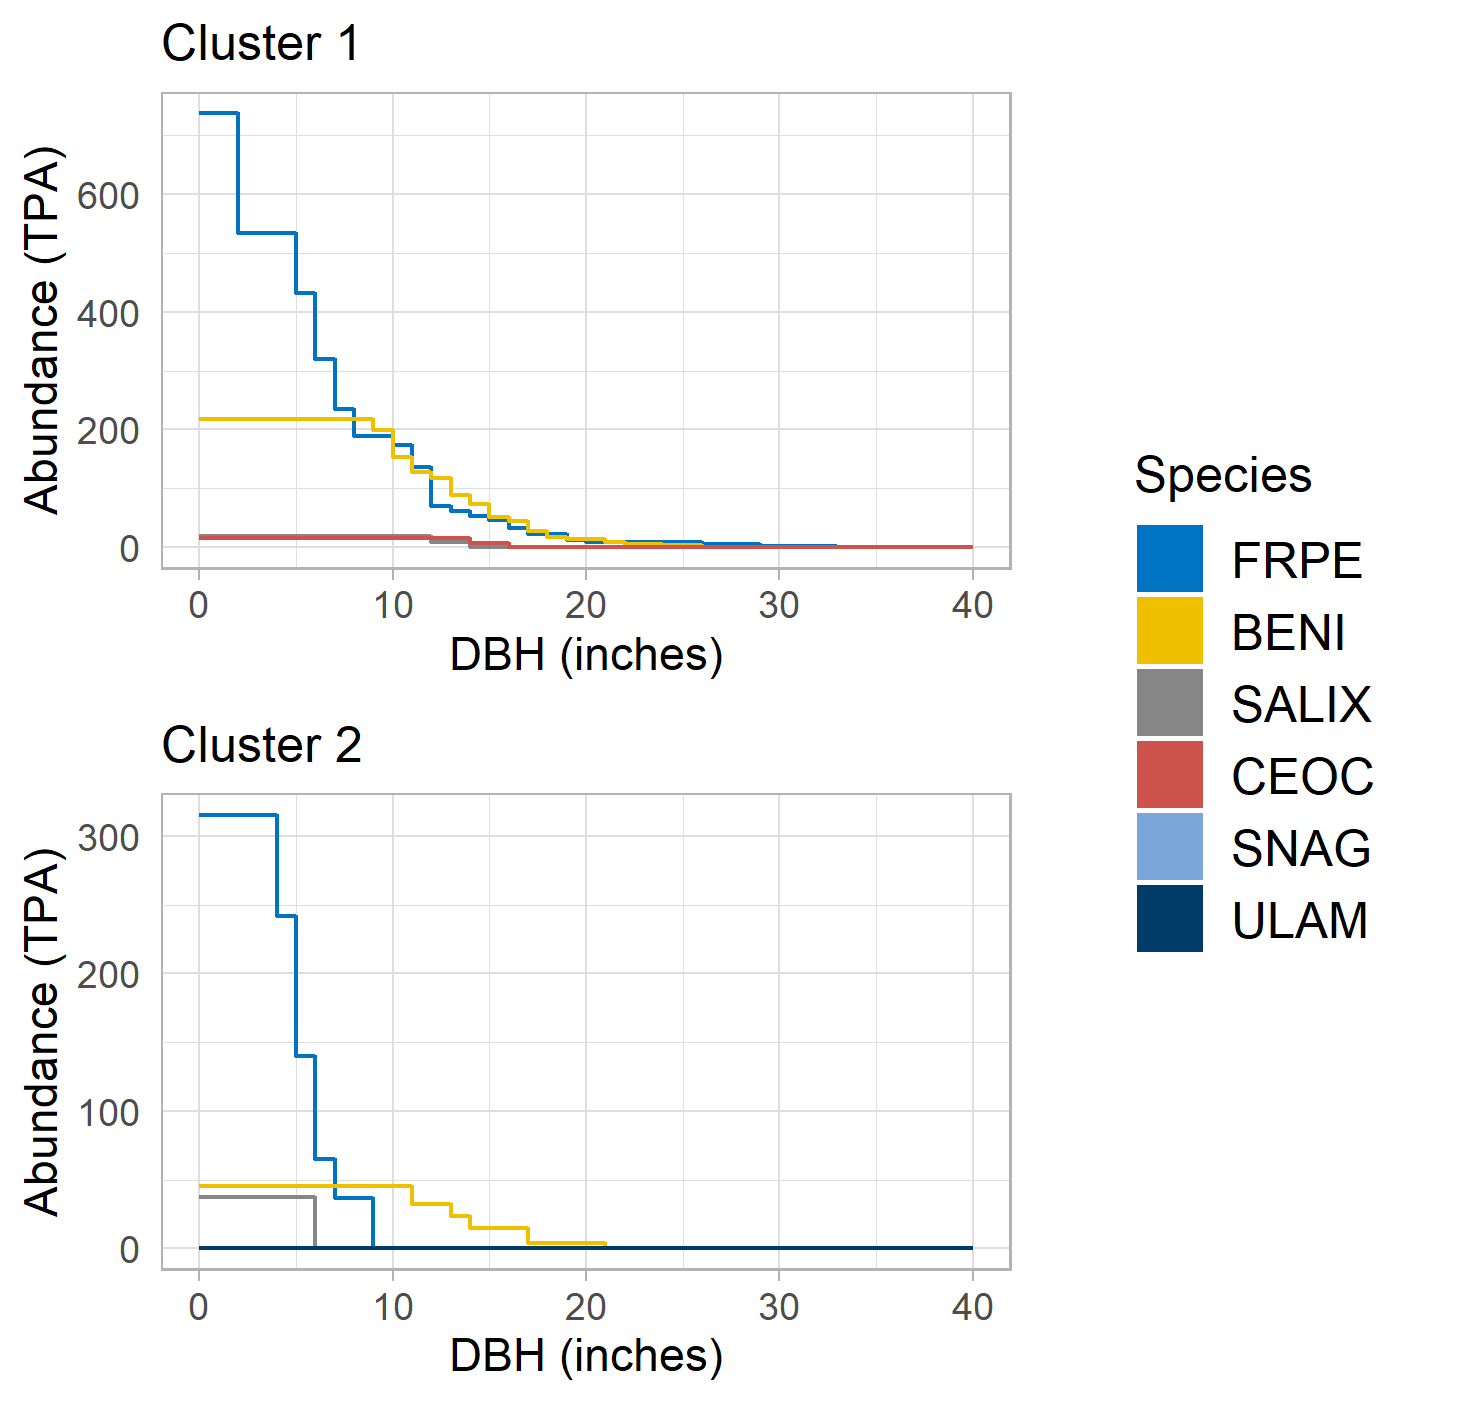 Cluster 1
Abundance (TPA)
600
400
200
0
0 10 20 30 40
DBH (inches)
Cluster 2
Abundance (TPA)
300
200
100
0
0 10 20 30 40
DBH (inches)
Species
FRPE
BENI
SALIX
CEOC
SNAG
ULAM